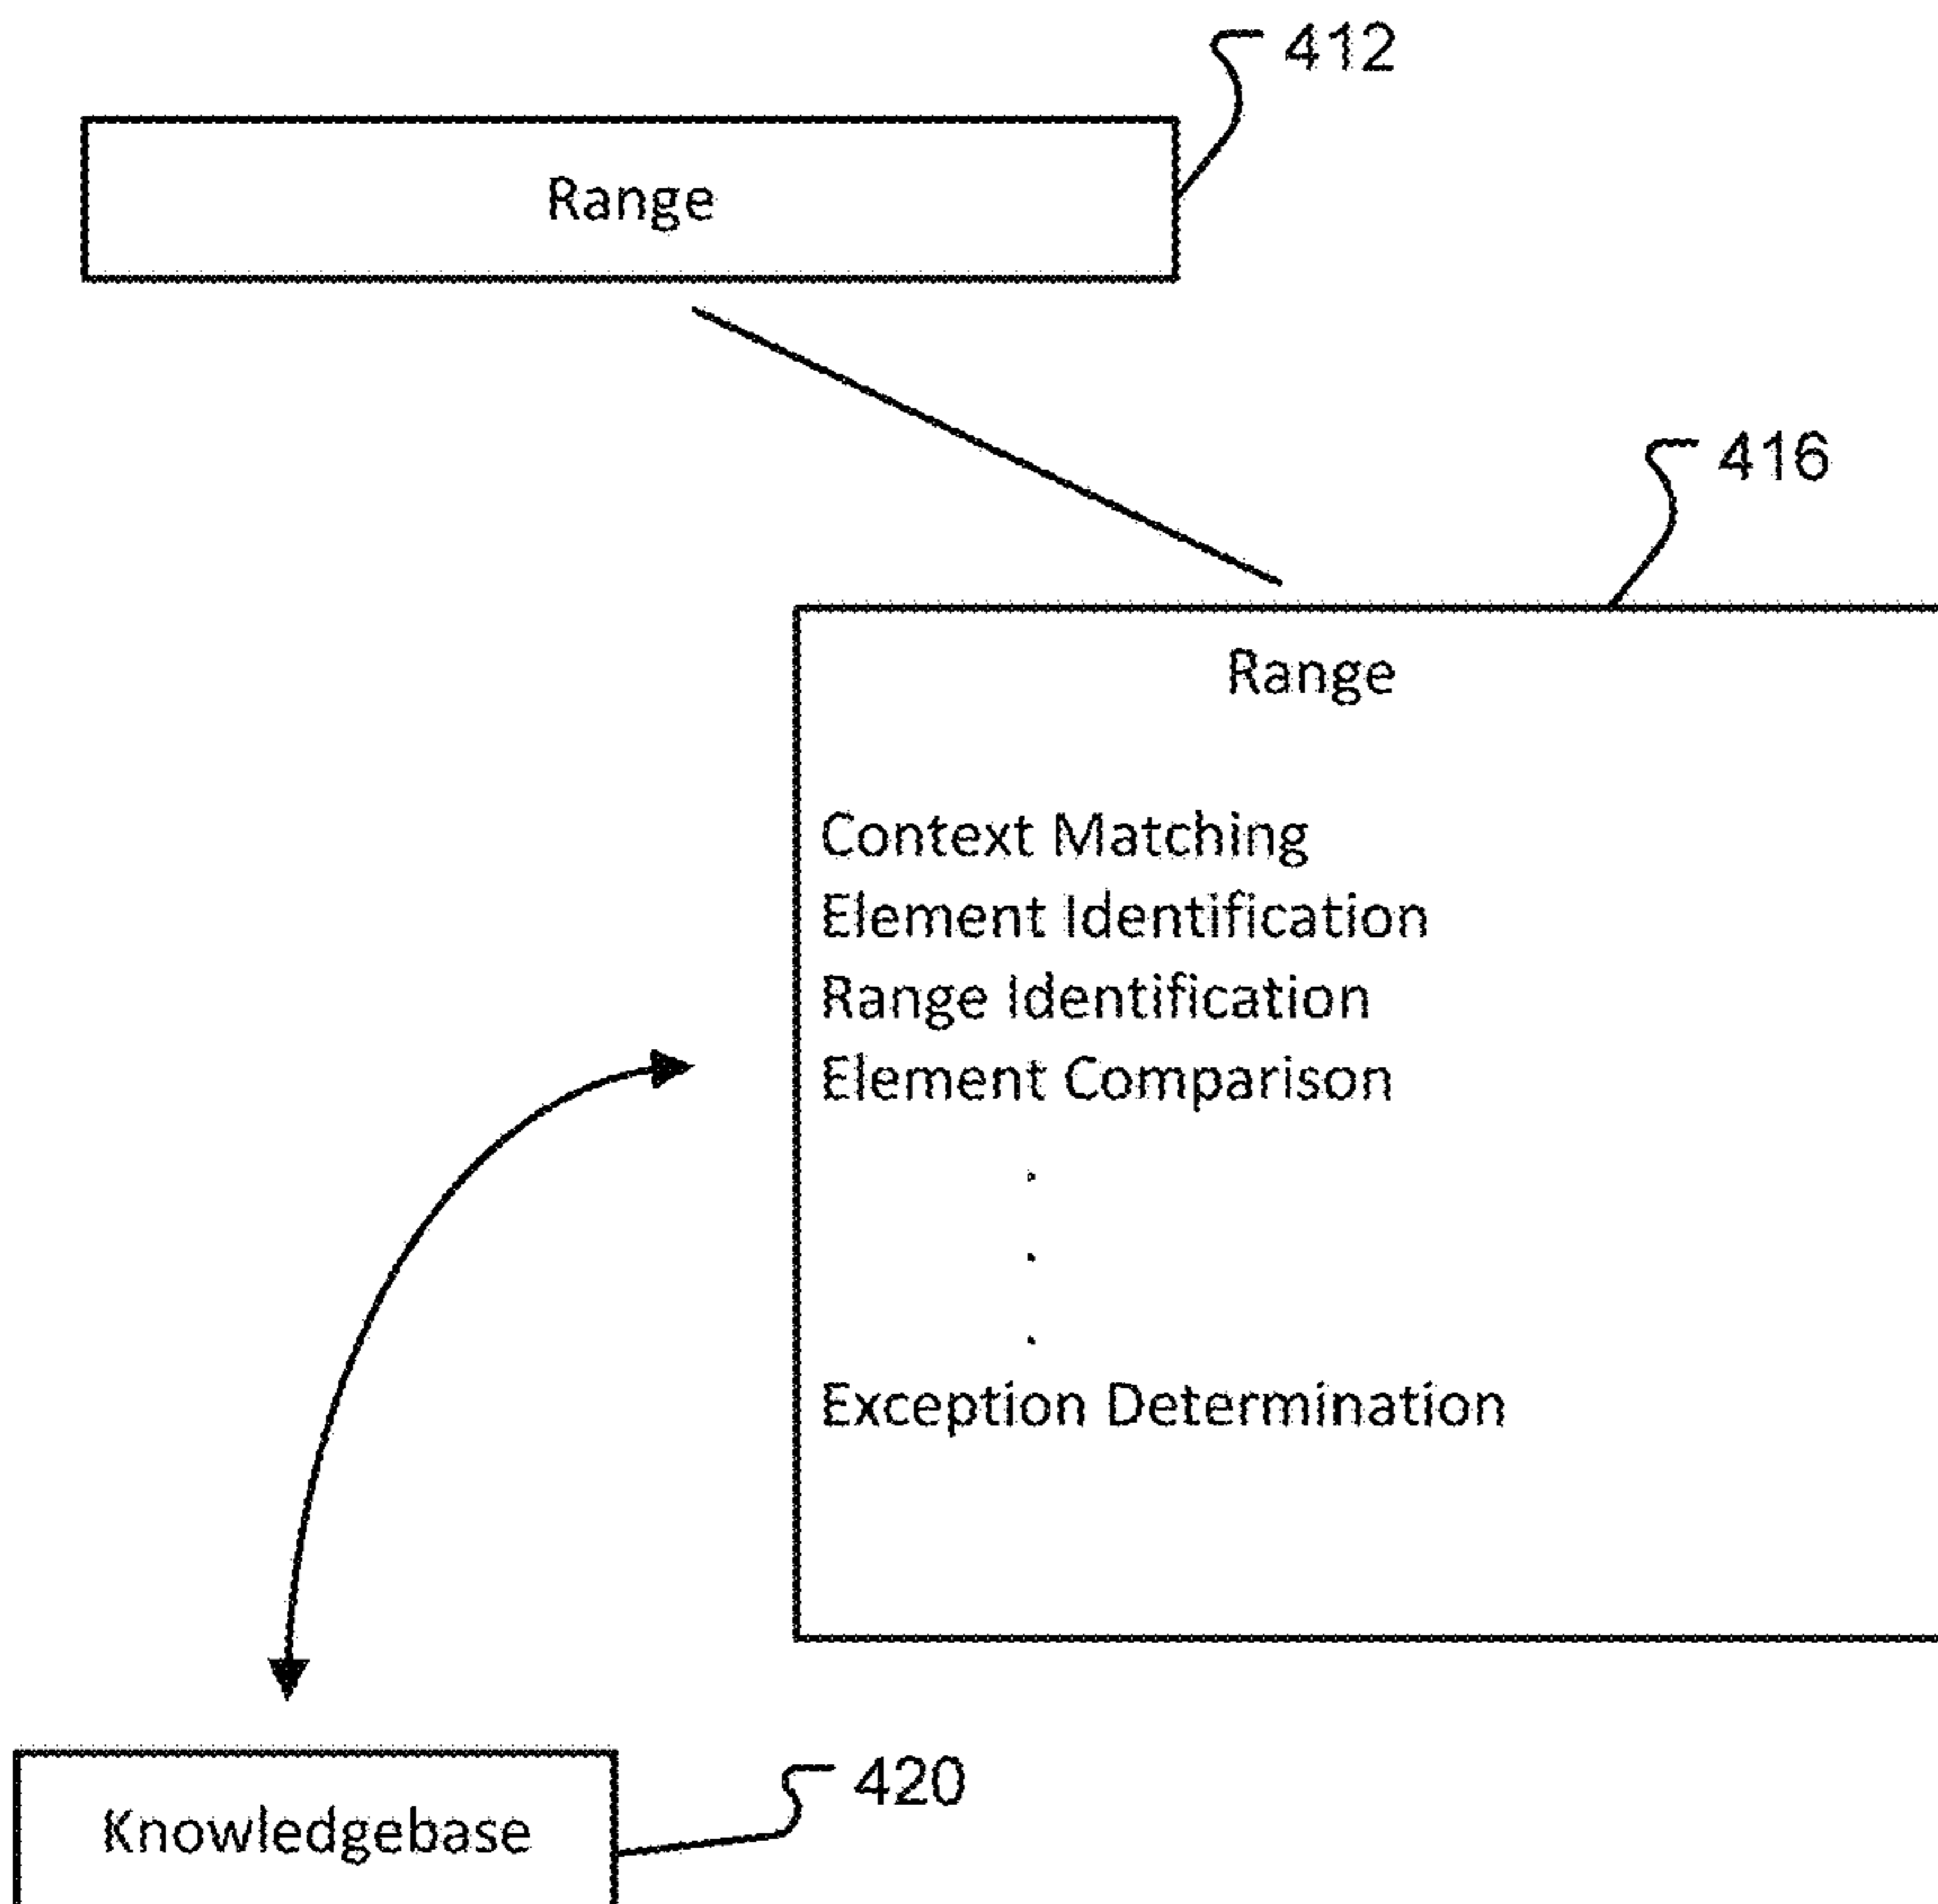 412
Range
416
Range
Context Matching
Element Identification
Range Identification
Element Comparison
.
.
.
Exception Determination
420
Knowledgebase